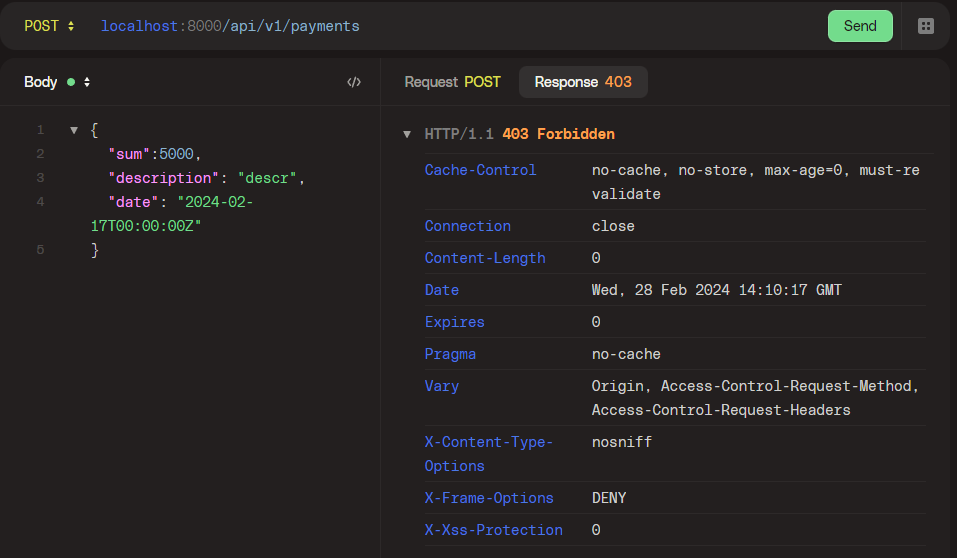 POST localhost:8000/api/v1/payments Send
Body </> Request POST Response 403
1 {
2 "sum":5000,
3 "description": "descr",
4 "date": "2024-02-
17T00:00:00Z"
5 }
HTTP/1.1 403 Forbidden
Cache-Control no-cache, no-store, max-age=0, must-re
validate
Connection close
Content-Length 0
Date Wed, 28 Feb 2024 14:10:17 GMT
Expires 0
Pragma no-cache
Vary Origin, Access-Control-Request-Method,
Access-Control-Request-Headers
X-Content-Type- nosniff
Options
X-Frame-Options DENY
X-Xss-Protection 0